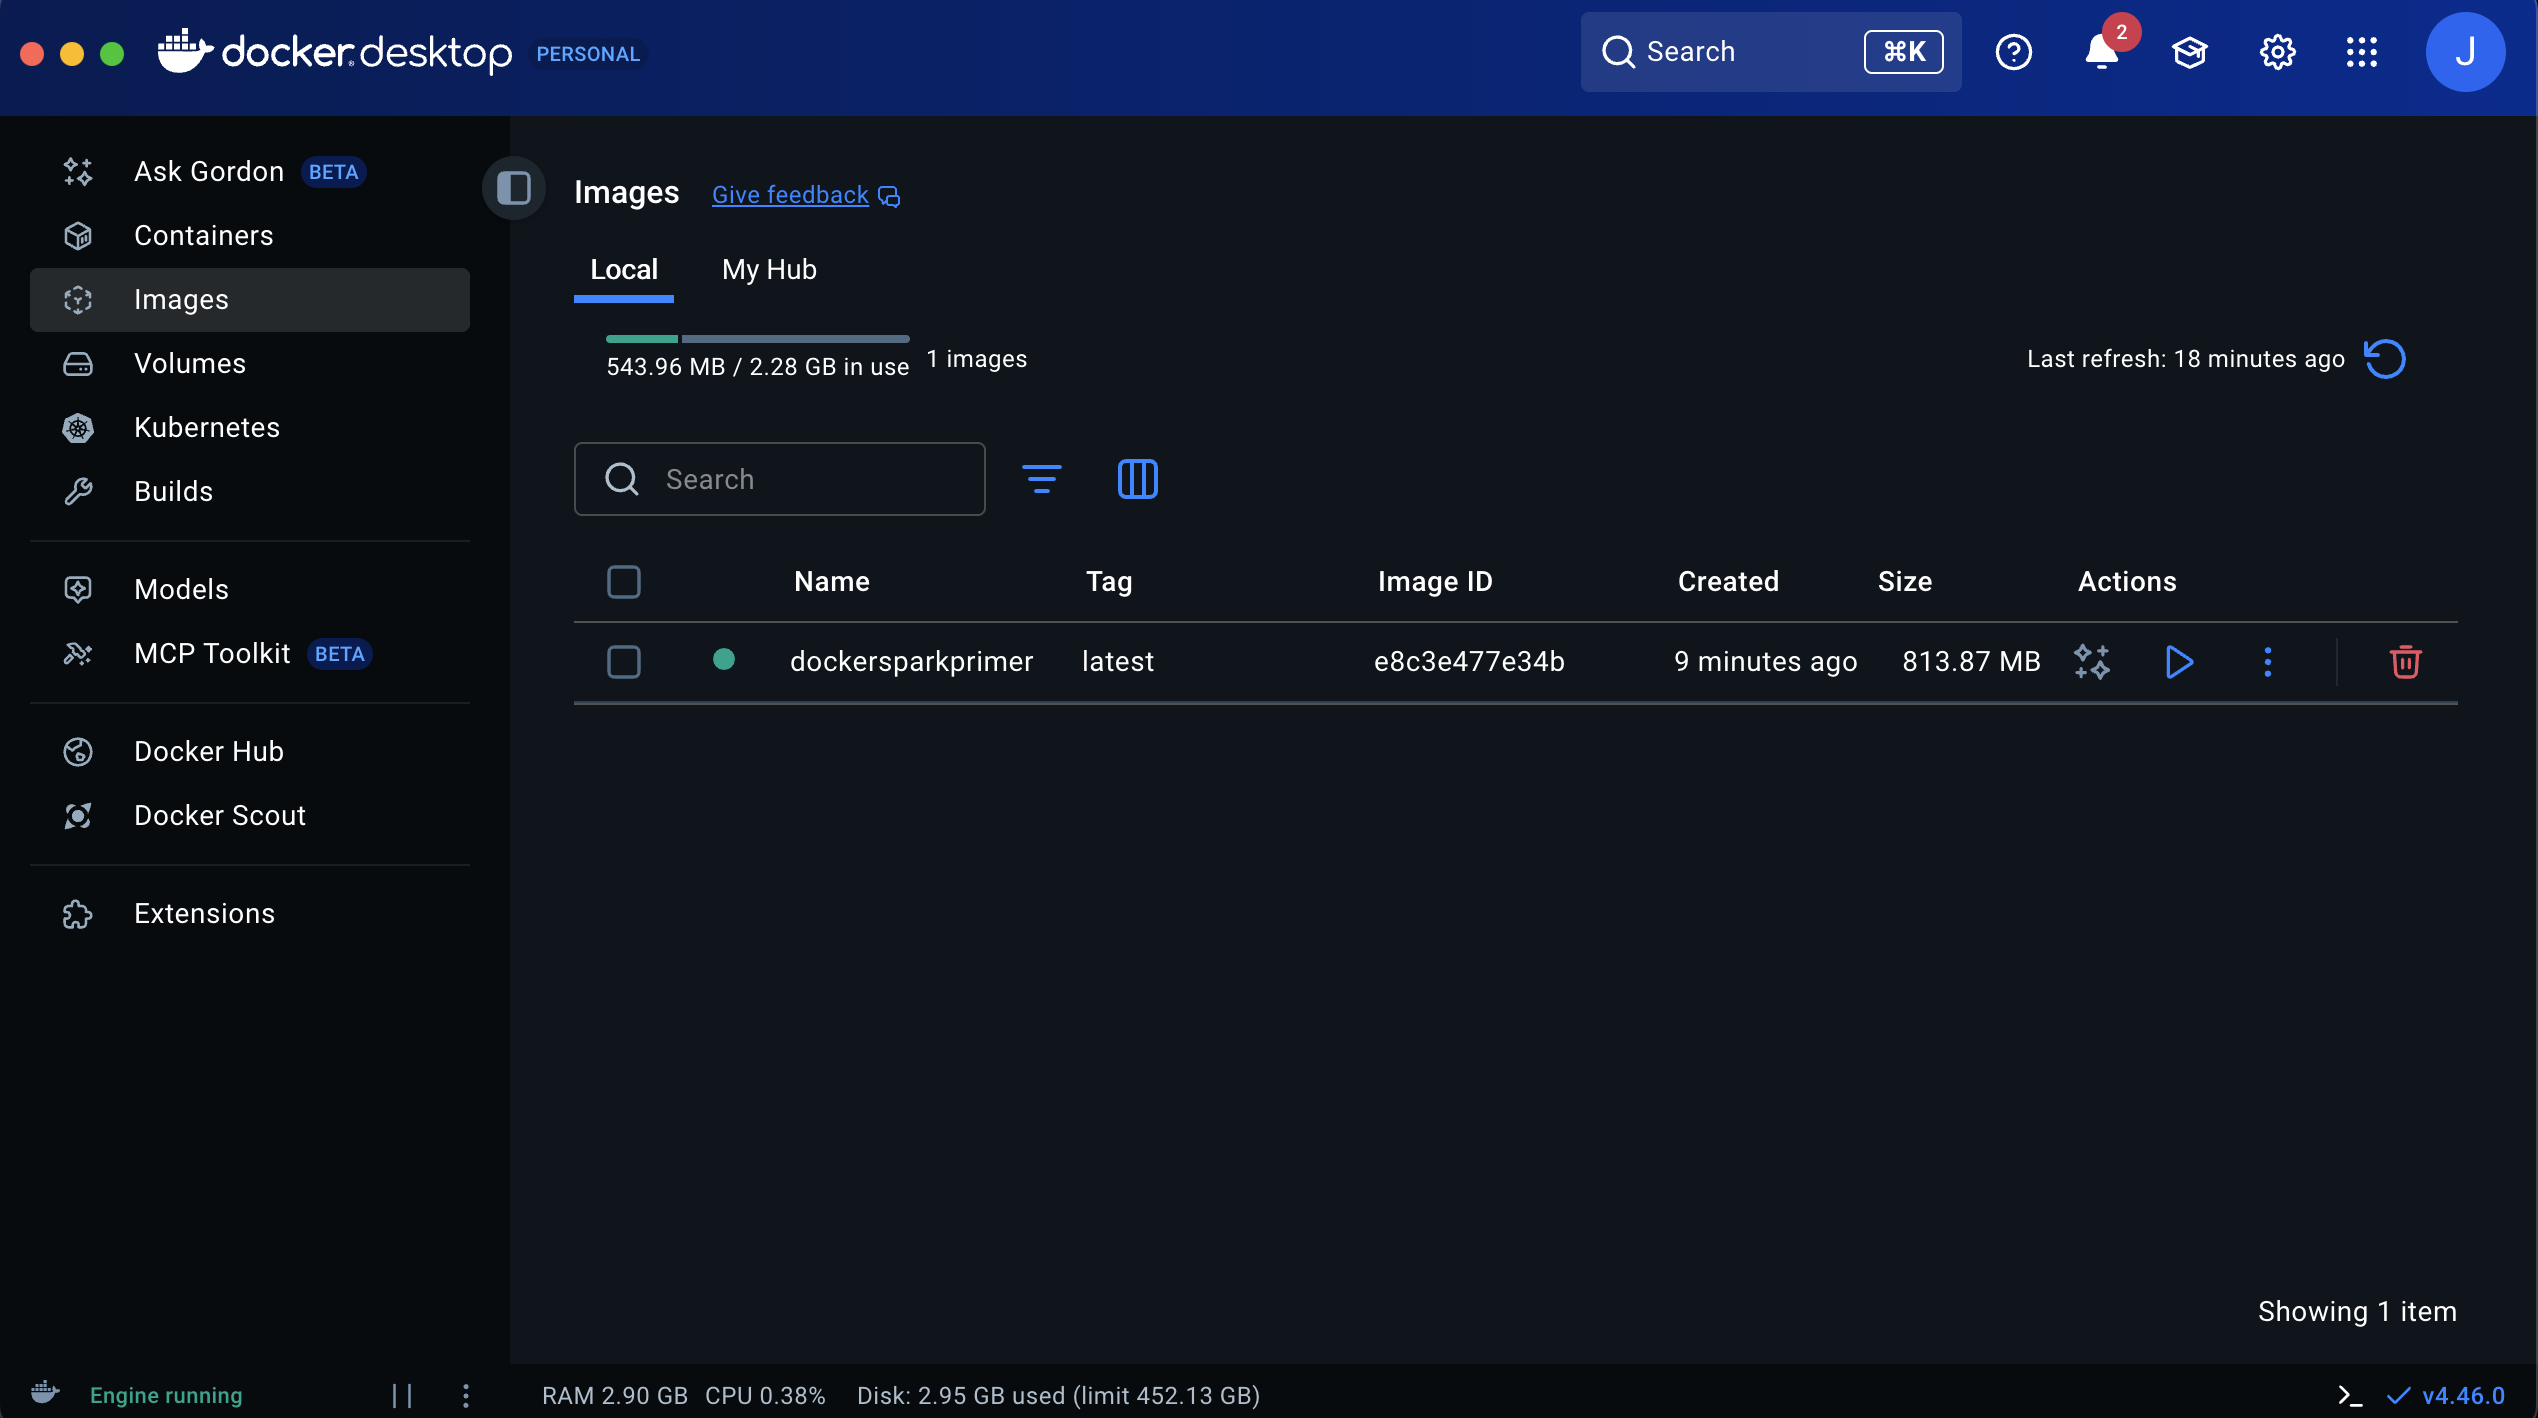 docker desktop PERSONAL
Search ⌘K
2
J
Ask Gordon BETA
Containers
Images
Volumes
Kubernetes
Builds
Models
MCP Toolkit BETA
Docker Hub
Docker Scout
Extensions
Images Give feedback
Local My Hub
543.96 MB / 2.28 GB in use 1 images
Last refresh: 18 minutes ago
Search
Name Tag Image ID Created Size Actions
dockersparkprimer latest e8c3e477e34b 9 minutes ago 813.87 MB
Showing 1 item
Engine running
RAM 2.90 GB CPU 0.38% Disk: 2.95 GB used (limit 452.13 GB)
v4.46.0